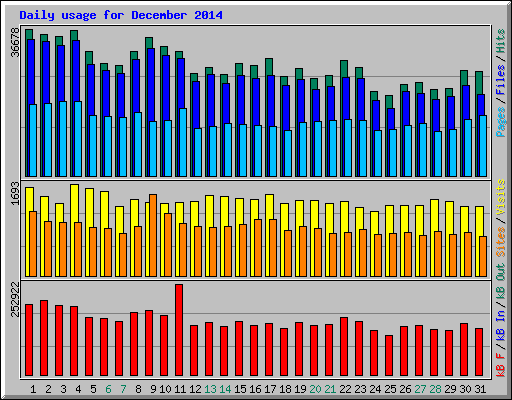 Daily usage for December 2014
36678
Pages / Files / Hits
1693
Sites / Visits
252922
kB F / kB In / kB Out
1 2 3 4 5 6 7 8 9 10 11 12 13 14 15 16 17 18 19 20 21 22 23 24 25 26 27 28 29 30 31